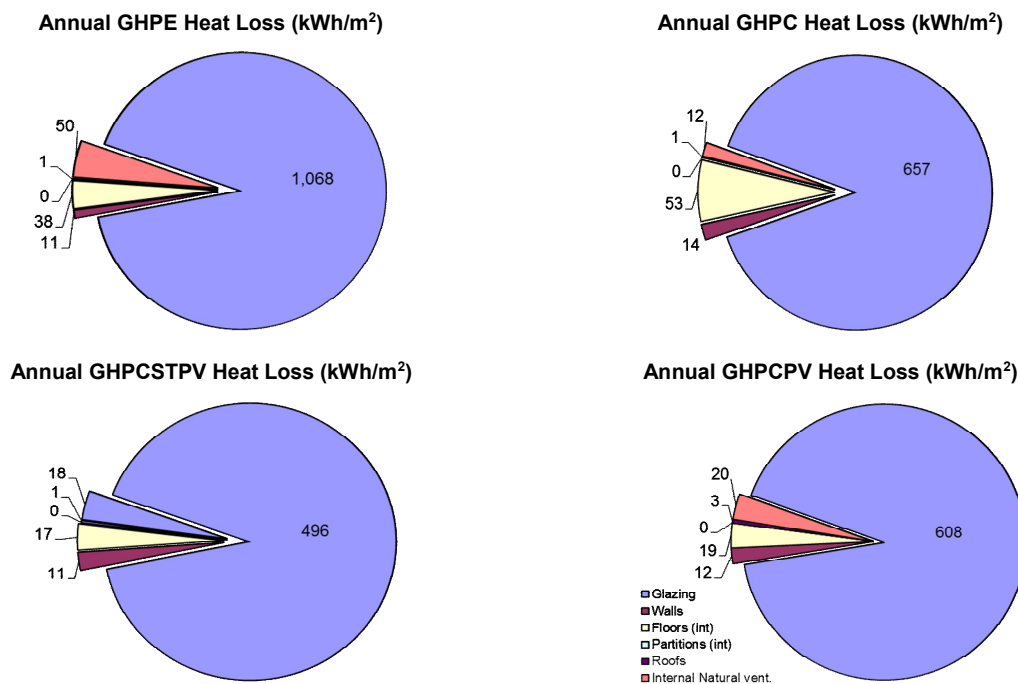 Annual GHPE Heat Loss (kWh/m²)
50
1
0
38
11
1,068
Annual GHPC Heat Loss (kWh/m²)
12
1
0
53
14
657
Annual GHPCSTPV Heat Loss (kWh/m²)
18
1
0
17
11
496
Annual GHPCPV Heat Loss (kWh/m²)
20
3
0
19
12
608
Glazing
Walls
Floors (int)
Partitions (int)
Roofs
Internal Natural vent.